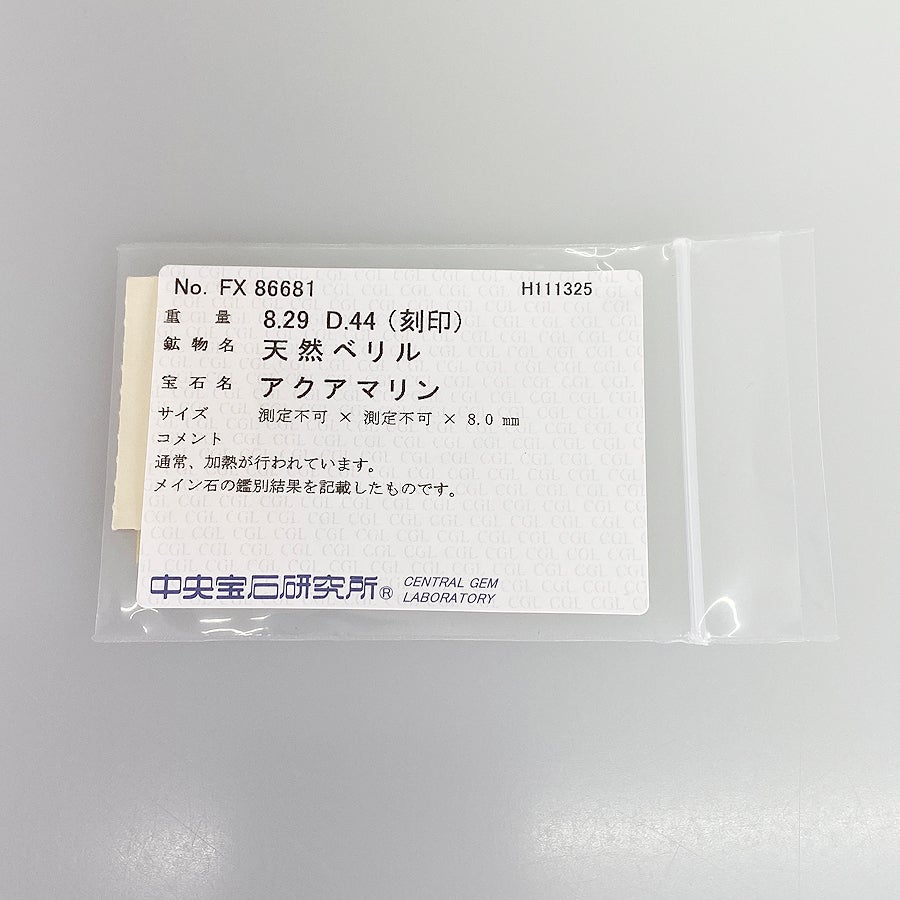 No. FX 86681 H111325
重量 8.29 D.44 (刻印)
鉱物名 天然ベリル
宝石名 アクアマリン
サイズ 測定不可 × 測定不可 × 8.0 mm
コメント
通常、加熱が行われています。
メイン石の鑑別結果を記載したものです。
中央宝石研究所® CENTRAL GEM
LABORATORY